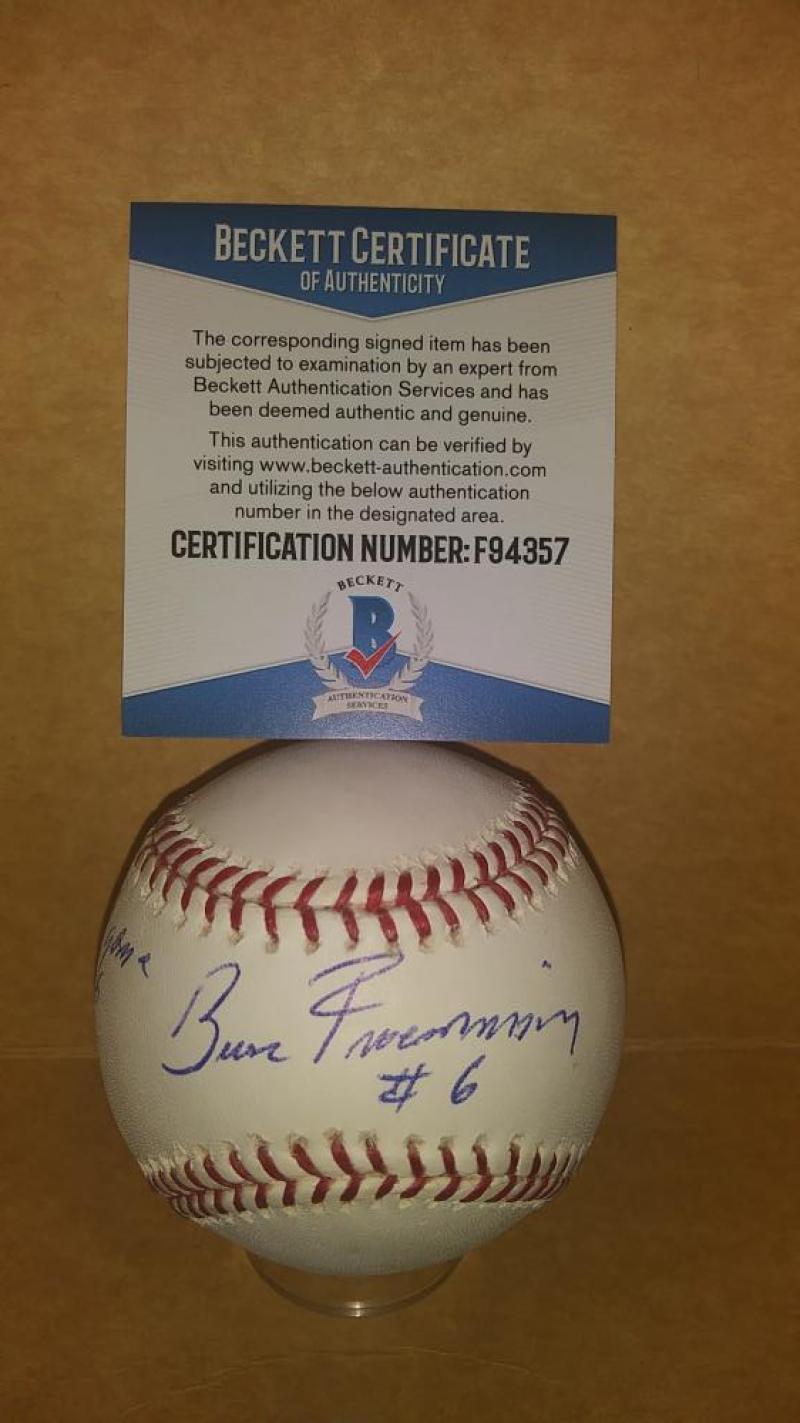 BECKETT CERTIFICATE
OF AUTHENTICITY
The corresponding signed item has been
subjected to examination by an expert from
Beckett Authentication Services and has
been deemed authentic and genuine.
This authentication can be verified by
visiting www.beckett-authentication.com
and utilizing the below authentication
number in the designated area.
CERTIFICATION NUMBER: F94357
BECKETT
B
AUTHENTICATION
SERVICES
Bruce Froemming
# 6